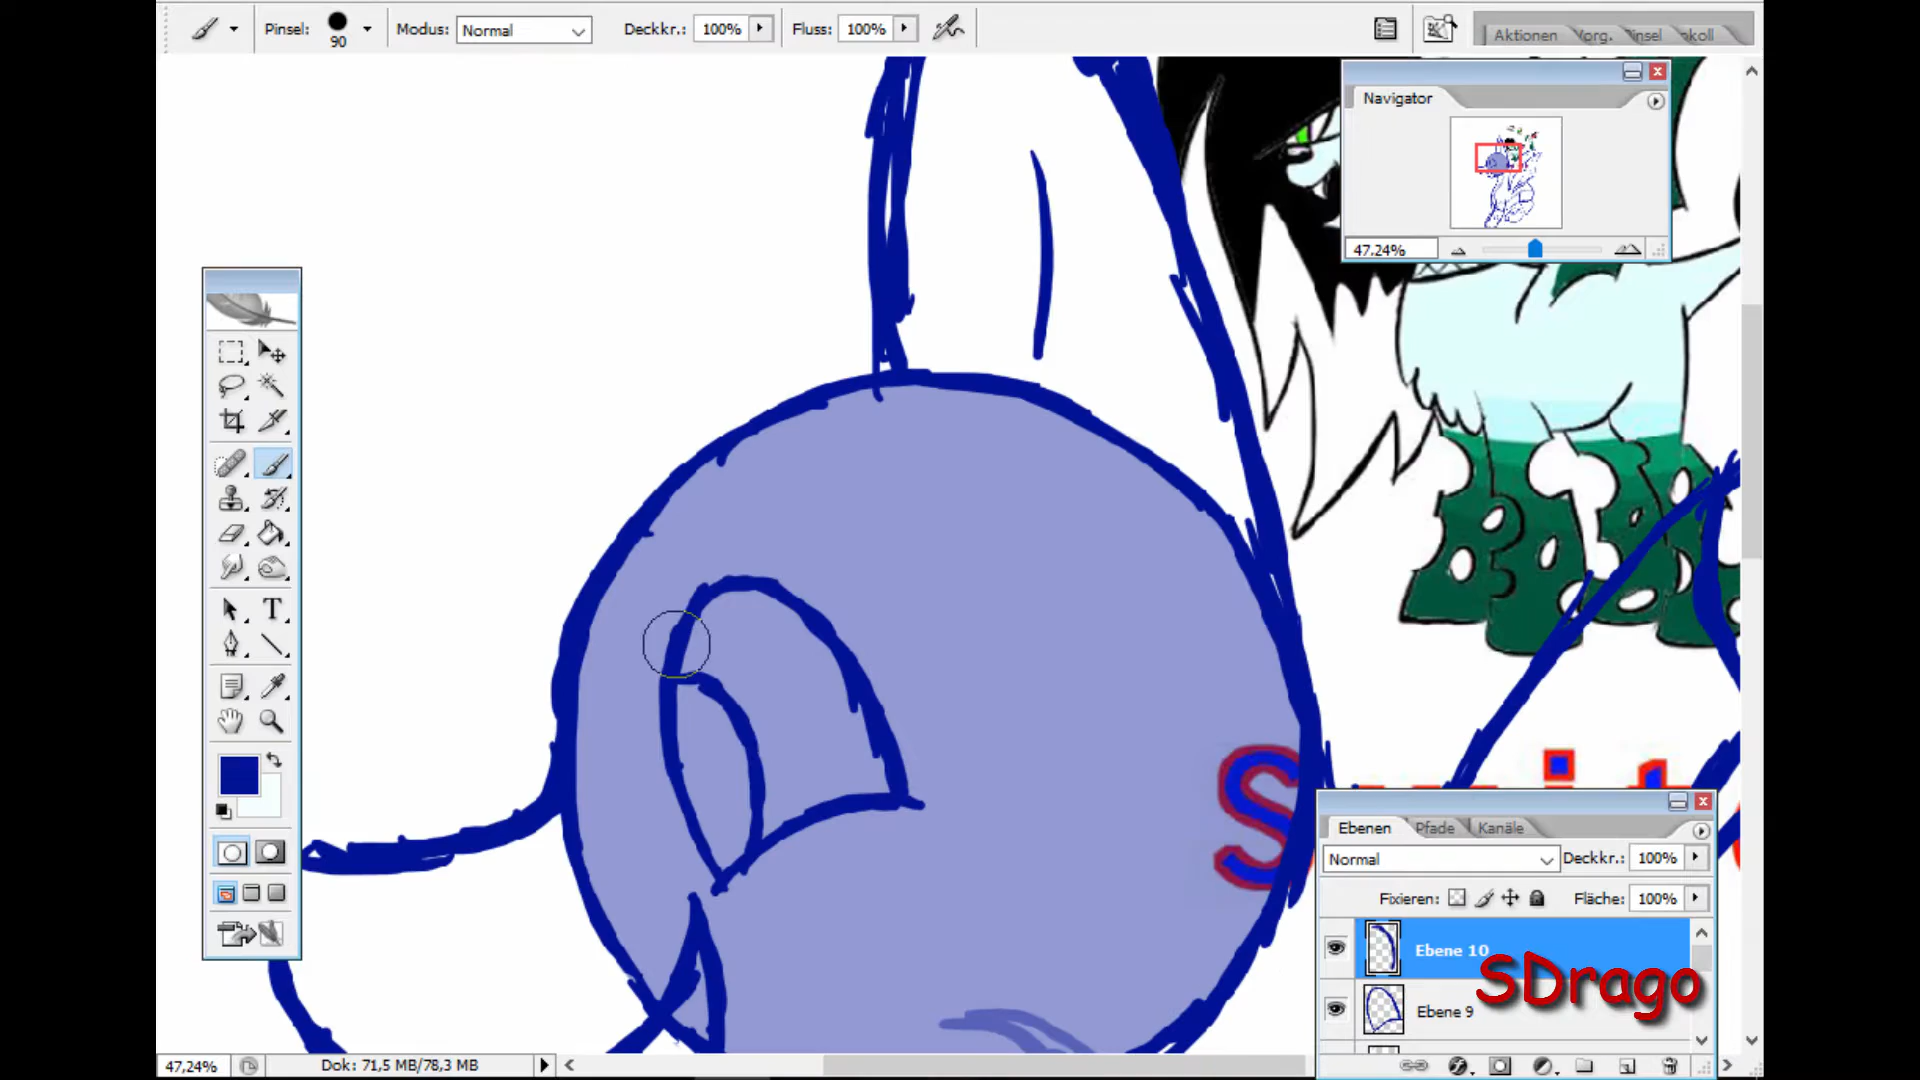 Pinsel: 90 Modus: Normal Deckkr.: 100% Fluss: 100%
Aktionen
Navigator
47.24%
S
Ebenen Pfade Kanäle
Normal Deckkr.: 100%
Fixieren: Fläche: 100%
Ebene 10
SDrago
Ebene 9
47,24% Dok: 71,5 MB/78,3 MB